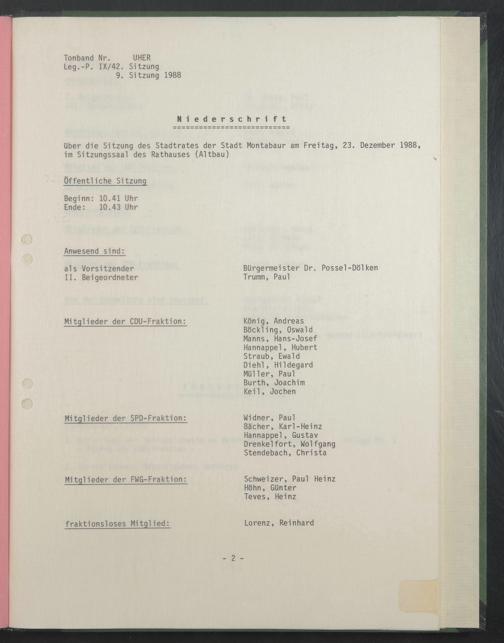 Tonband Nr. UHER
Leg.-P. IX/42. Sitzung
9. Sitzung 1988
N i e d e r s c h r i f t
===========================
über die Sitzung des Stadtrates der Stadt Montabaur am Freitag, 23. Dezember 1988,
im Sitzungssaal des Rathauses (Altbau)
Öffentliche Sitzung
Beginn: 10.41 Uhr
Ende: 10.43 Uhr
Anwesend sind:
als Vorsitzender Bürgermeister Dr. Possel-Dölken
II. Beigeordneter Trumm, Paul
Mitglieder der CDU-Fraktion: König, Andreas
Böckling, Oswald
Manns, Hans-Josef
Hannappel, Hubert
Straub, Ewald
Diehl, Hildegard
Müller, Paul
Burth, Joachim
Keil, Jochen
Mitglieder der SPD-Fraktion: Widner, Paul
Bächer, Karl-Heinz
Hannappel, Gustav
Drenkelfort, Wolfgang
Stendebach, Christa
Mitglieder der FWG-Fraktion: Schweizer, Paul Heinz
Höhn, Günter
Teves, Heinz
fraktionsloses Mitglied: Lorenz, Reinhard
- 2 -